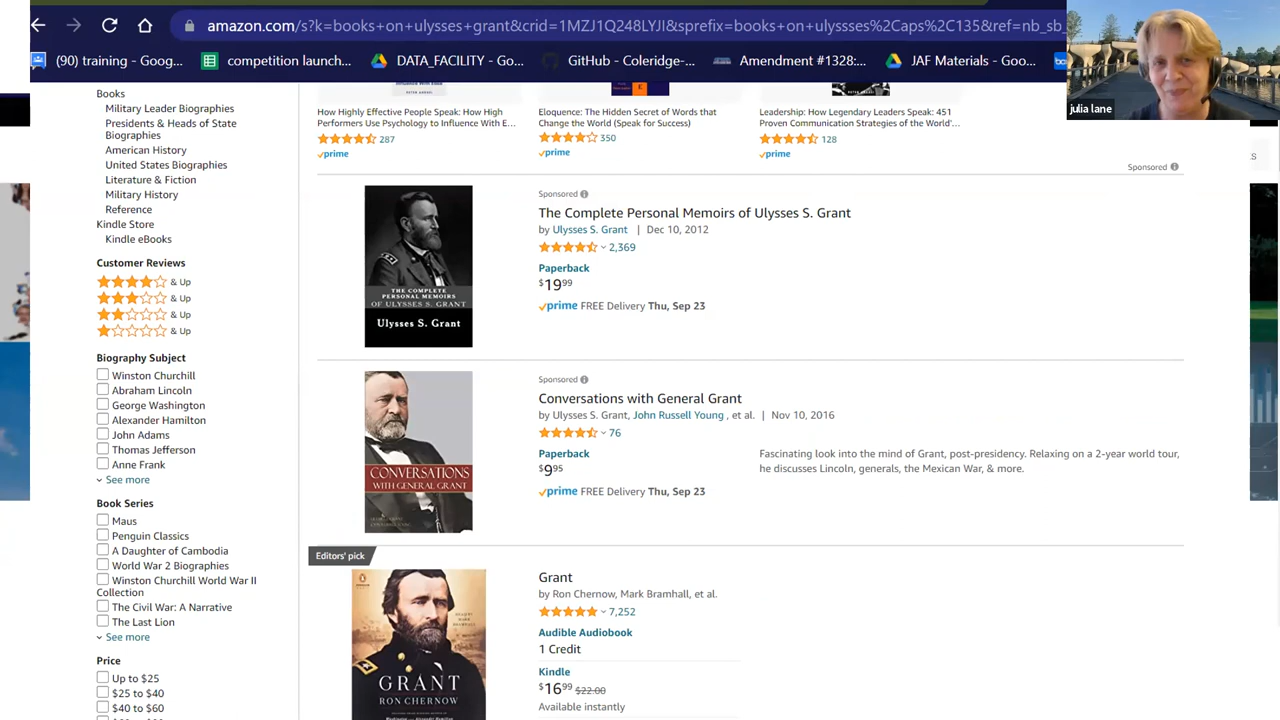 amazon.com/s?k=books+on+ulysses+grant&crid=1MZJ1Q248LYJI&sprefix=books+on+ulyssses%2Caps%2C135&ref=nb_sb_
(90) training - Goog...
competition launch...
DATA_FACILITY - Go...
GitHub - Coleridge-...
Amendment #1328:...
JAF Materials - Goo...
julia lane
Books
Military Leader Biographies
Presidents & Heads of State
Biographies
American History
United States Biographies
Literature & Fiction
Military History
Reference
Kindle Store
Kindle eBooks
Customer Reviews
& Up
& Up
& Up
& Up
Biography Subject
Winston Churchill
Abraham Lincoln
George Washington
Alexander Hamilton
John Adams
Thomas Jefferson
Anne Frank
See more
Book Series
Maus
Penguin Classics
A Daughter of Cambodia
World War 2 Biographies
Winston Churchill World War II
Collection
The Civil War: A Narrative
The Last Lion
See more
Price
Up to $25
$25 to $40
$40 to $60
How Highly Effective People Speak: How High
Performers Use Psychology to Influence With E...
287
prime
Eloquence: The Hidden Secret of Words that
Change the World (Speak for Success)
350
prime
Leadership: How Legendary Leaders Speak: 451
Proven Communication Strategies of the World'...
128
prime
Sponsored
THE COMPLETE
PERSONAL MEMOIRS
OF ULYSSES S. GRANT
Ulysses S. Grant
Sponsored
The Complete Personal Memoirs of Ulysses S. Grant
by Ulysses S. Grant | Dec 10, 2012
2,369
Paperback
$1999
prime FREE Delivery Thu, Sep 23
CONVERSATIONS
WITH GENERAL GRANT
Sponsored
Conversations with General Grant
by Ulysses S. Grant, John Russell Young , et al. | Nov 10, 2016
76
Paperback
$995
prime FREE Delivery Thu, Sep 23
Fascinating look into the mind of Grant, post-presidency. Relaxing on a 2-year world tour,
he discusses Lincoln, generals, the Mexican War, & more.
Editors' pick
GRANT
RON CHERNOW
Grant
by Ron Chernow, Mark Bramhall, et al.
7,252
Audible Audiobook
1 Credit
Kindle
$1699 $22.00
Available instantly